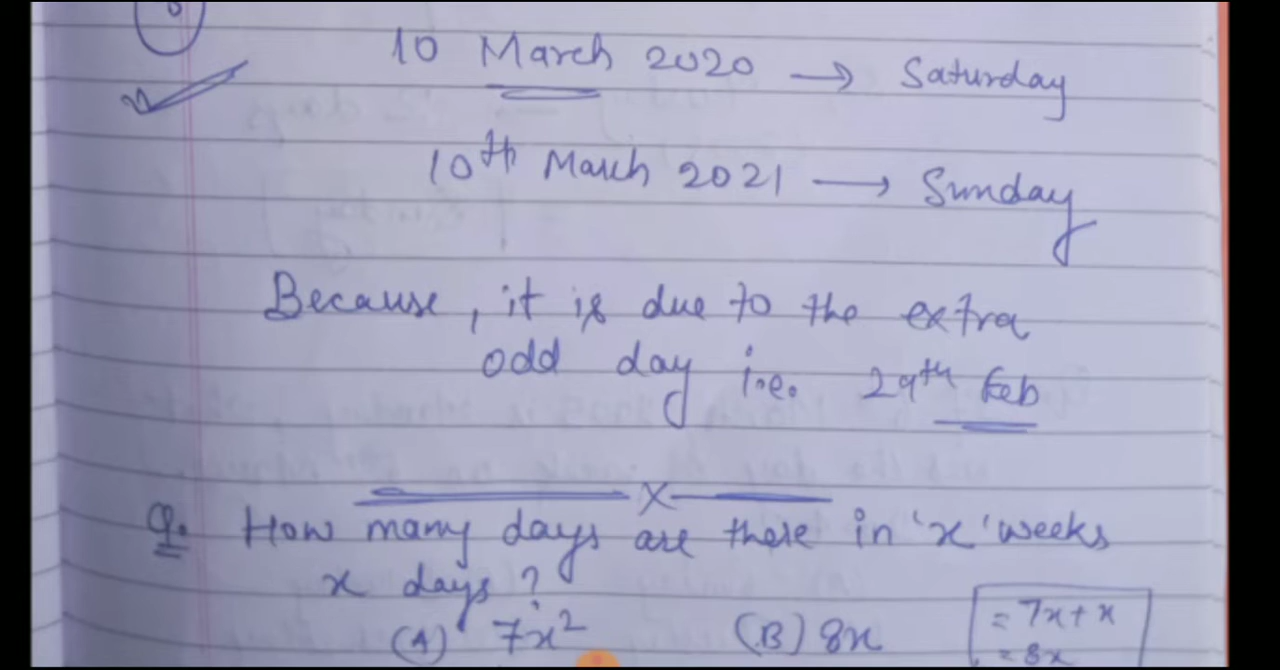 10 March 2020 → Saturday
10th March 2021 → Sunday
Because, it is due to the extra
odd day i.e. 29th Feb
X
Q. How many days are there in 'x' weeks
x days?
(A) 7x² (B) 8x
= 7x + x
= 8x